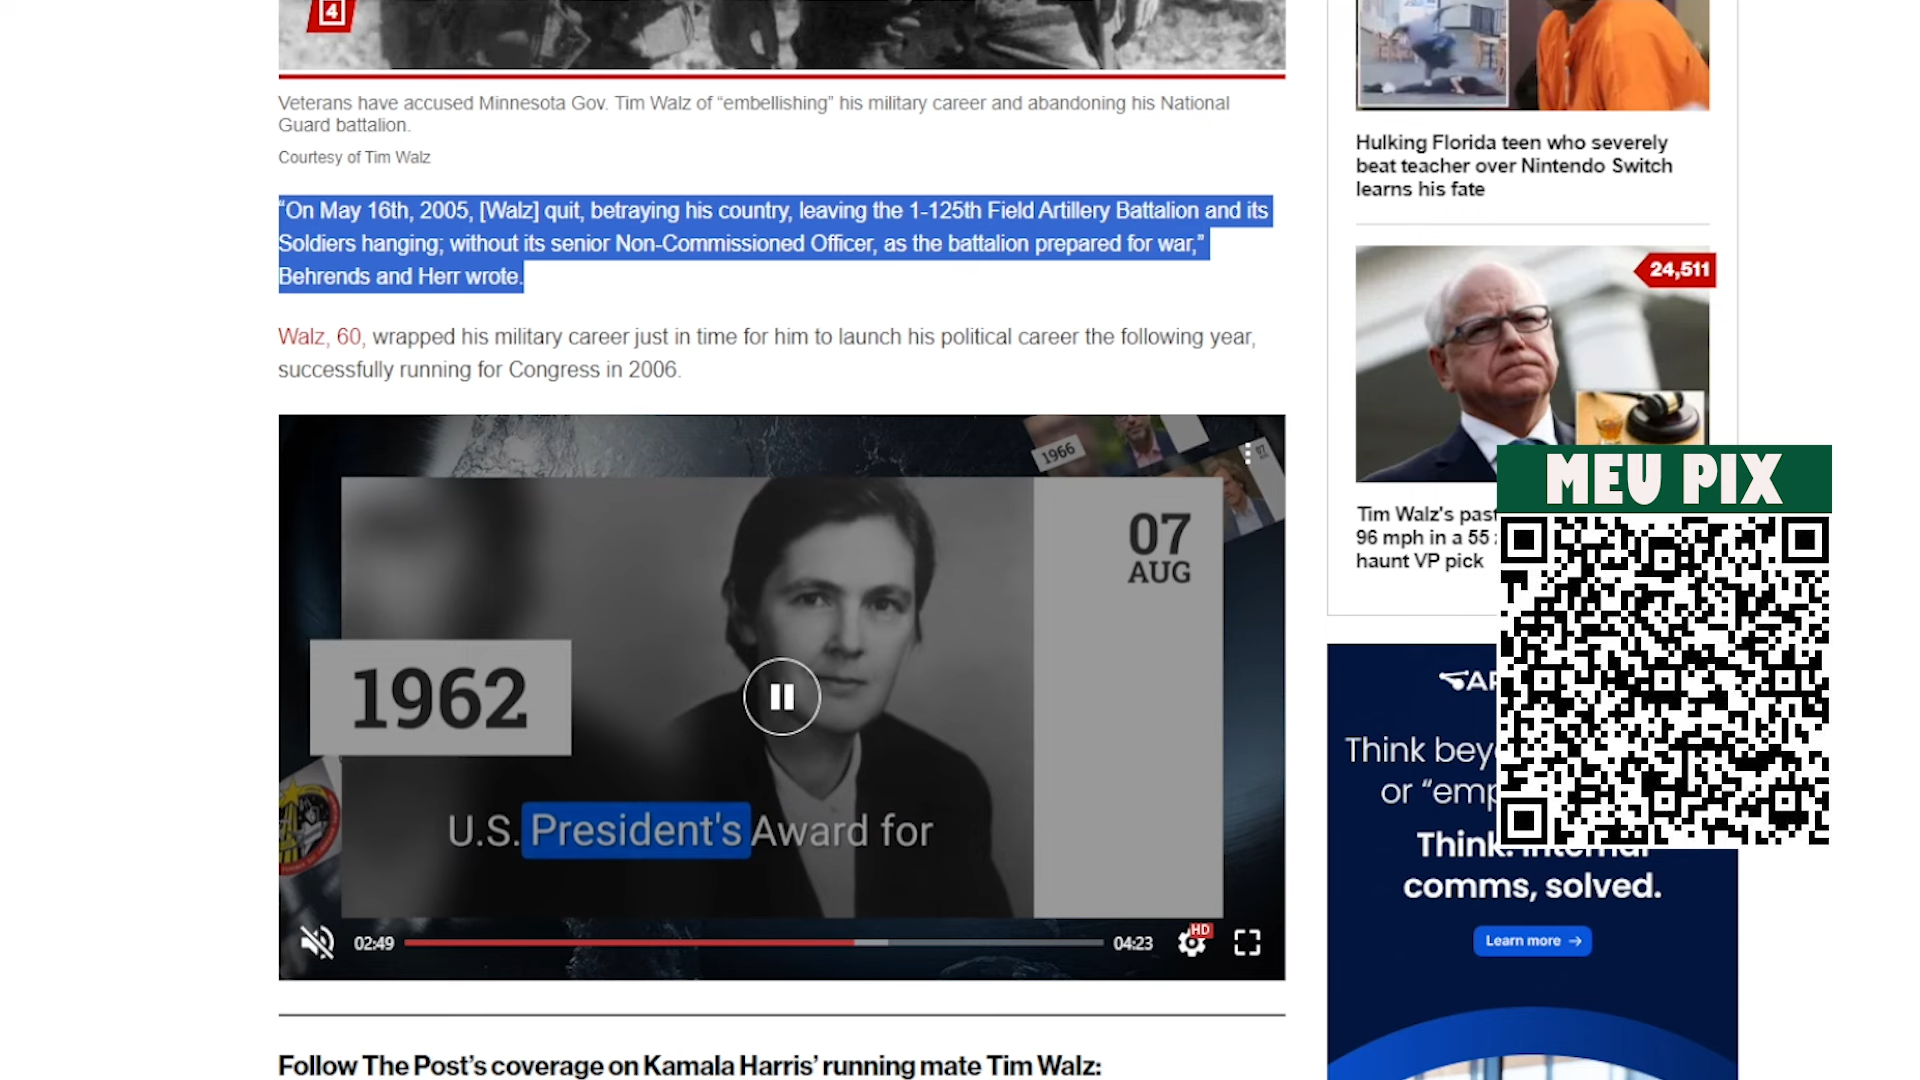 4
Veterans have accused Minnesota Gov. Tim Walz of “embellishing” his military career and abandoning his National
Guard battalion.
Courtesy of Tim Walz
“On May 16th, 2005, [Walz] quit, betraying his country, leaving the 1-125th Field Artillery Battalion and its
Soldiers hanging; without its senior Non-Commissioned Officer, as the battalion prepared for war,”
Behrends and Herr wrote.
Walz, 60, wrapped his military career just in time for him to launch his political career the following year,
successfully running for Congress in 2006.
1966
07
AUG
1962
U.S. President's Award for
02:49
04:23
HD
Follow The Post’s coverage on Kamala Harris’ running mate Tim Walz:
Hulking Florida teen who severely
beat teacher over Nintendo Switch
learns his fate
24,511
Tim Walz's past
96 mph in a 55
haunt VP pick
MEU PIX
Think
or “emp
Think: internal
comms, solved.
Learn more →